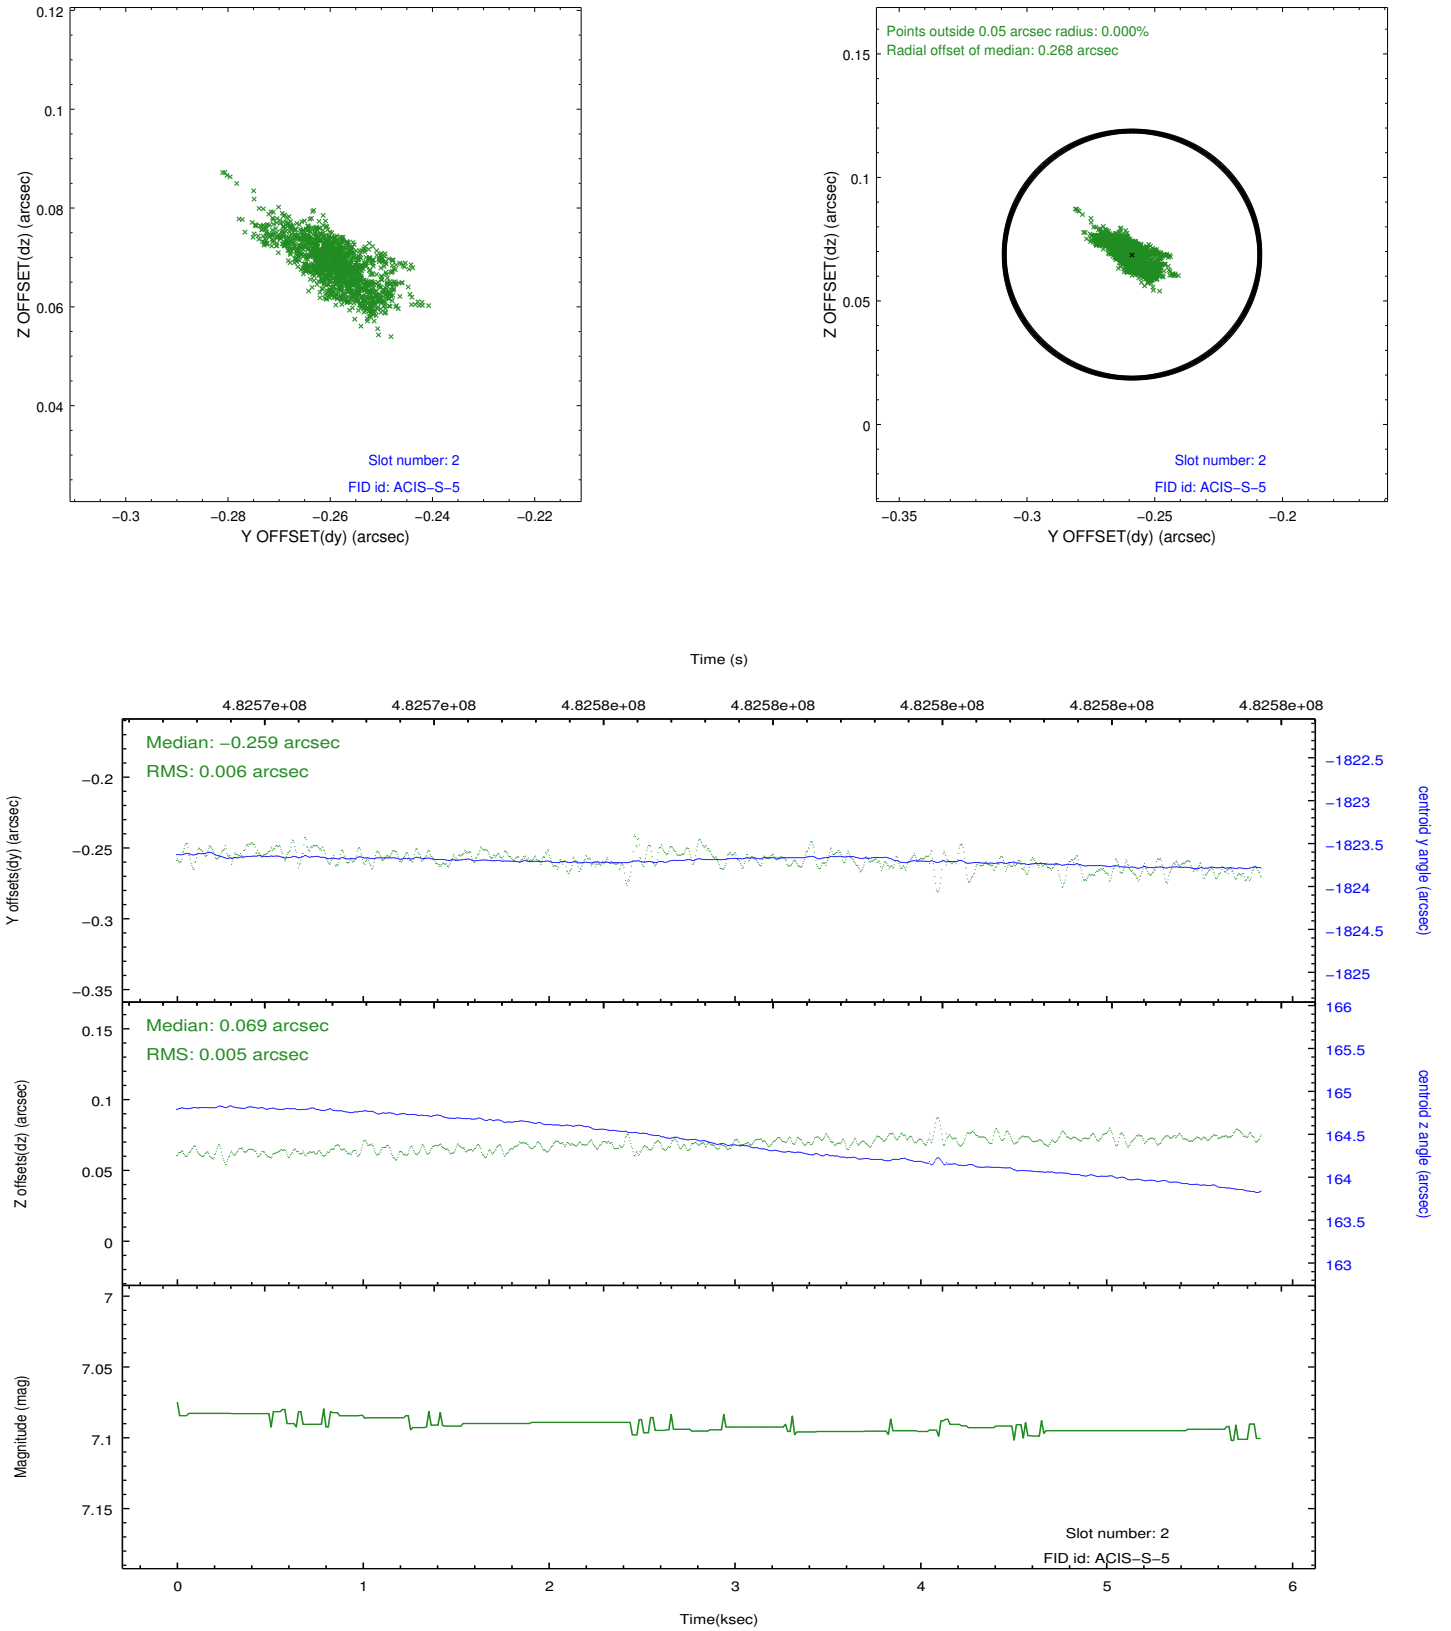 0.12
0.1
0.08
0.06
0.04
Z OFFSET(dz) (arcsec)
Slot number: 2
FID id: ACIS−S−5
−0.3 −0.28 −0.26 −0.24 −0.22
Y OFFSET(dy) (arcsec)
Points outside 0.05 arcsec radius: 0.000%
Radial offset of median: 0.268 arcsec
0.15
0.1
0.05
0
Z OFFSET(dz) (arcsec)
Slot number: 2
FID id: ACIS−S−5
−0.35 −0.3 −0.25 −0.2
Y OFFSET(dy) (arcsec)
Time (s)
4.8257e+08 4.8257e+08 4.8258e+08 4.8258e+08 4.8258e+08 4.8258e+08 4.8258e+08
Median: −0.259 arcsec
RMS: 0.006 arcsec
−0.2
−0.25
−0.3
−0.35
Y offsets(dy) (arcsec)
−1822.5
−1823
−1823.5
−1824
−1824.5
−1825
centroid y angle (arcsec)
Median: 0.069 arcsec
RMS: 0.005 arcsec
0.15
0.1
0.05
0
Z offsets(dz) (arcsec)
166
165.5
165
164.5
164
163.5
163
centroid z angle (arcsec)
7
7.05
7.1
7.15
Magnitude (mag)
Slot number: 2
FID id: ACIS−S−5
0 1 2 3 4 5 6
Time(ksec)